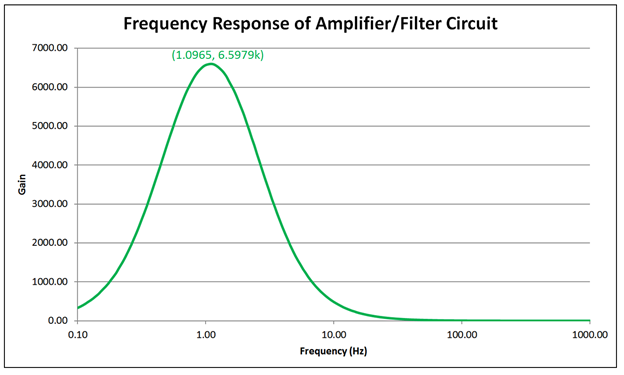 Frequency Response of Amplifier/Filter Circuit
(1.0965, 6.5979k)
7000.00
6000.00
5000.00
4000.00
3000.00
2000.00
1000.00
0.00
Gain
0.10 1.00 10.00 100.00 1000.00
Frequency (Hz)